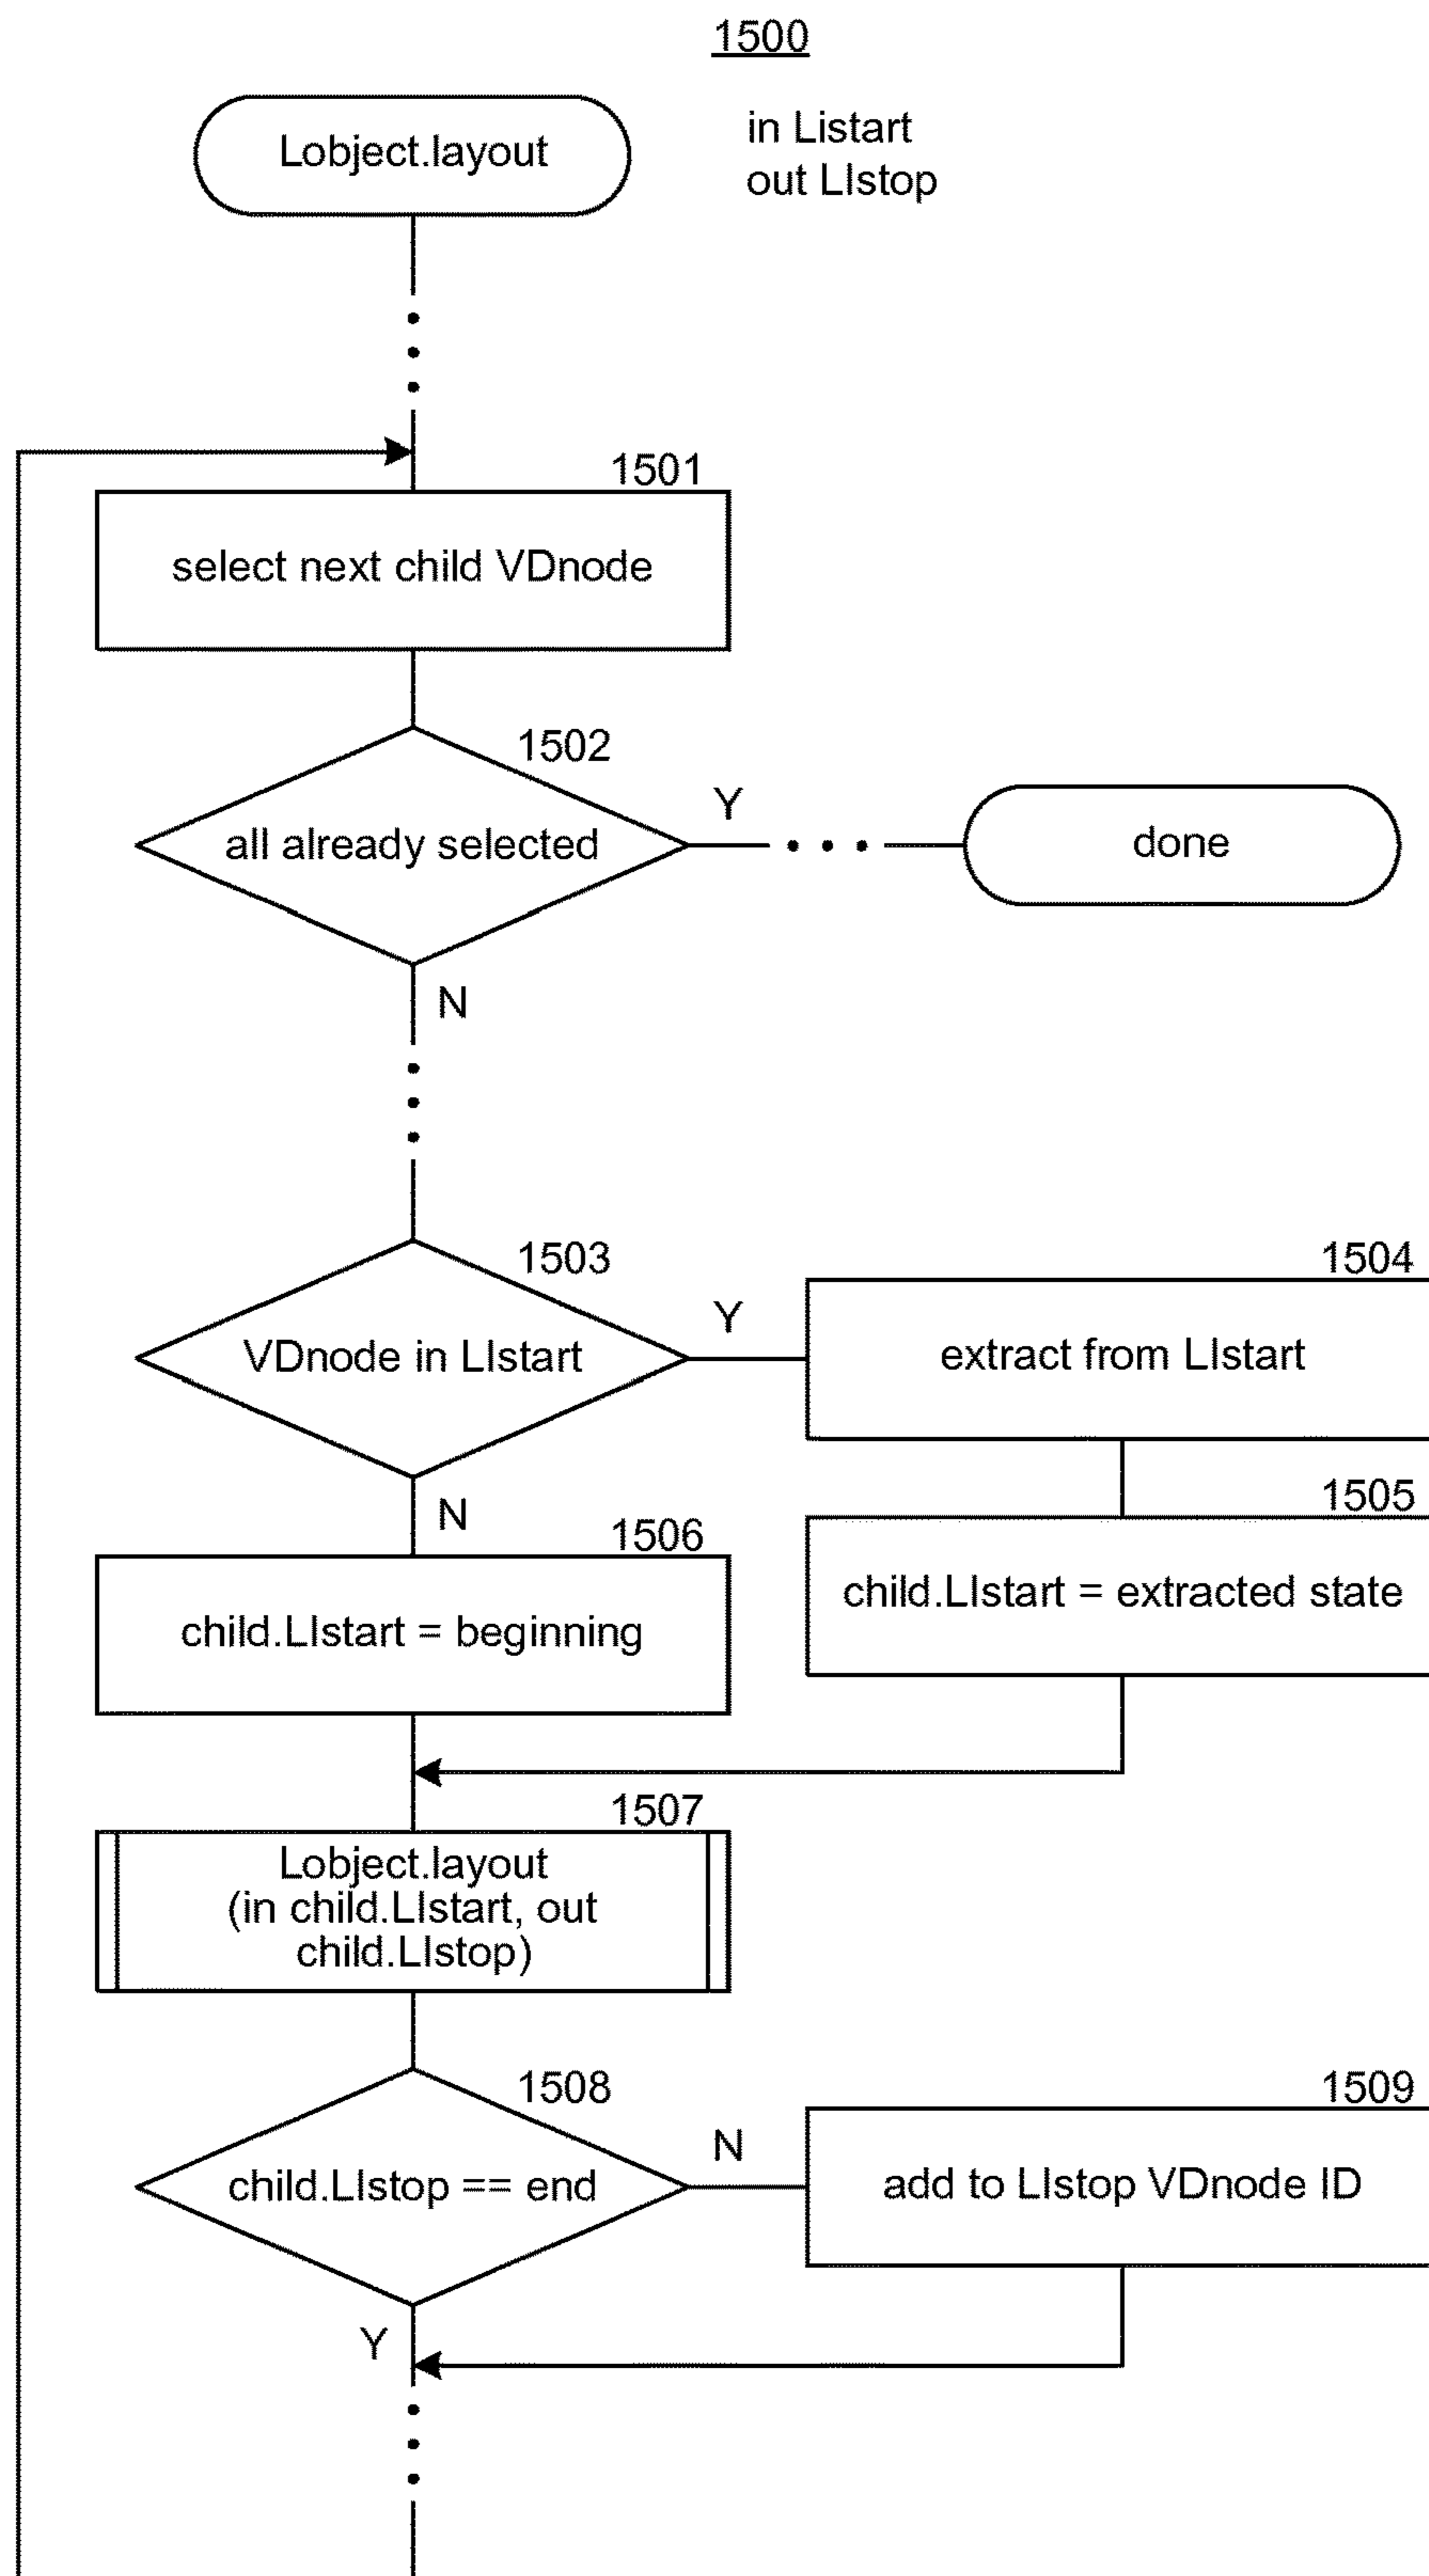 1500
Lobject.layout
in Listart
out LIstop
1501
select next child VDnode
1502
all already selected
Y
done
N
1503
VDnode in LIstart
Y
1504
extract from LIstart
N
1505
child.LIstart = extracted state
1506
child.LIstart = beginning
1507
Lobject.layout
(in child.LIstart, out
child.LIstop)
1508
child.LIstop == end
N
1509
add to LIstop VDnode ID
Y